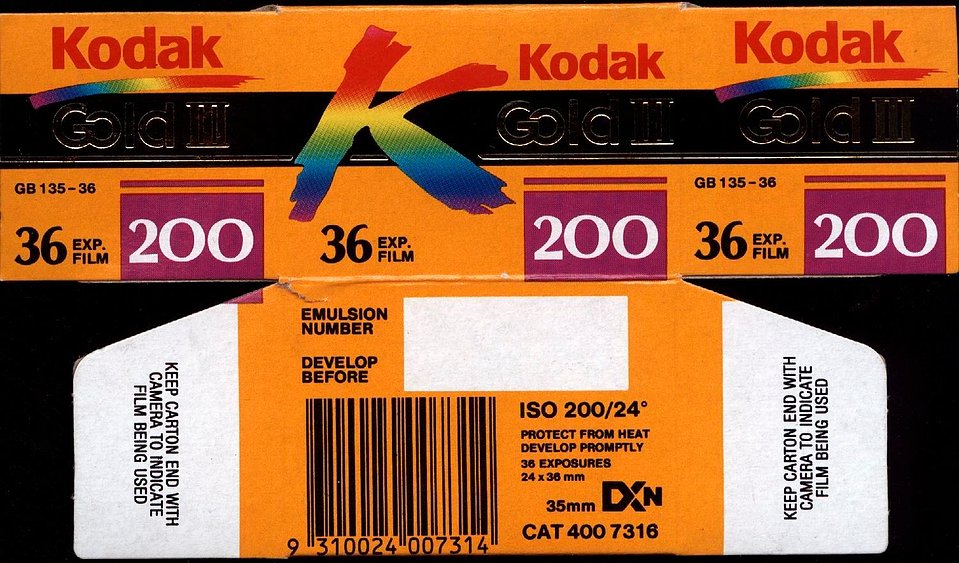 Kodak
Gold III
GB 135-36
36 EXP. FILM
200
K
Kodak
Gold III
36 EXP. FILM
200
Kodak
Gold III
GB 135-36
36 EXP. FILM
200
KEEP CARTON END WITH
CAMERA TO INDICATE
FILM BEING USED
EMULSION
NUMBER
DEVELOP
BEFORE
9 310024 007314
ISO 200/24°
PROTECT FROM HEAT
DEVELOP PROMPTLY
36 EXPOSURES
24 x 36 mm
35mm DXN
CAT 400 7316
KEEP CARTON END WITH
CAMERA TO INDICATE
FILM BEING USED